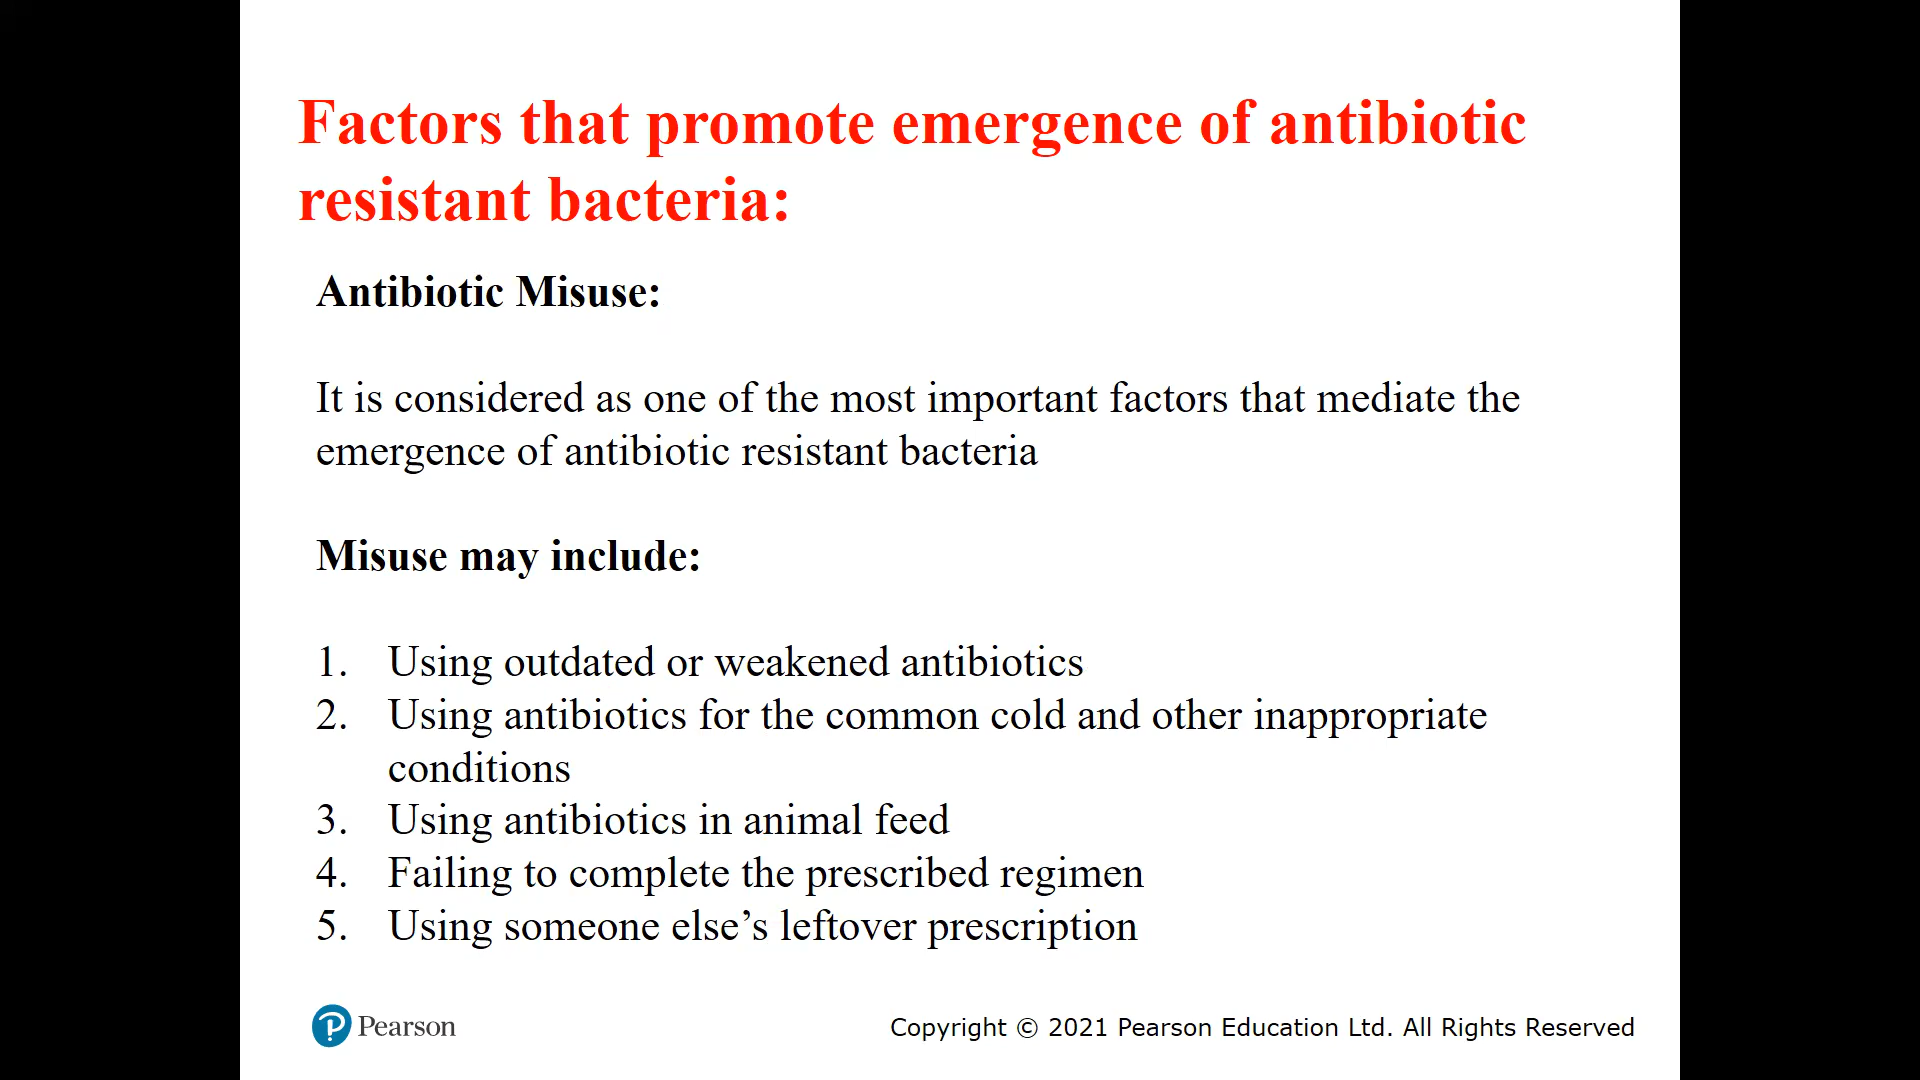 Factors that promote emergence of antibiotic
resistant bacteria:
Antibiotic Misuse:
It is considered as one of the most important factors that mediate the
emergence of antibiotic resistant bacteria
Misuse may include:
1. Using outdated or weakened antibiotics
2. Using antibiotics for the common cold and other inappropriate
conditions
3. Using antibiotics in animal feed
4. Failing to complete the prescribed regimen
5. Using someone else’s leftover prescription
Pearson
Copyright © 2021 Pearson Education Ltd. All Rights Reserved